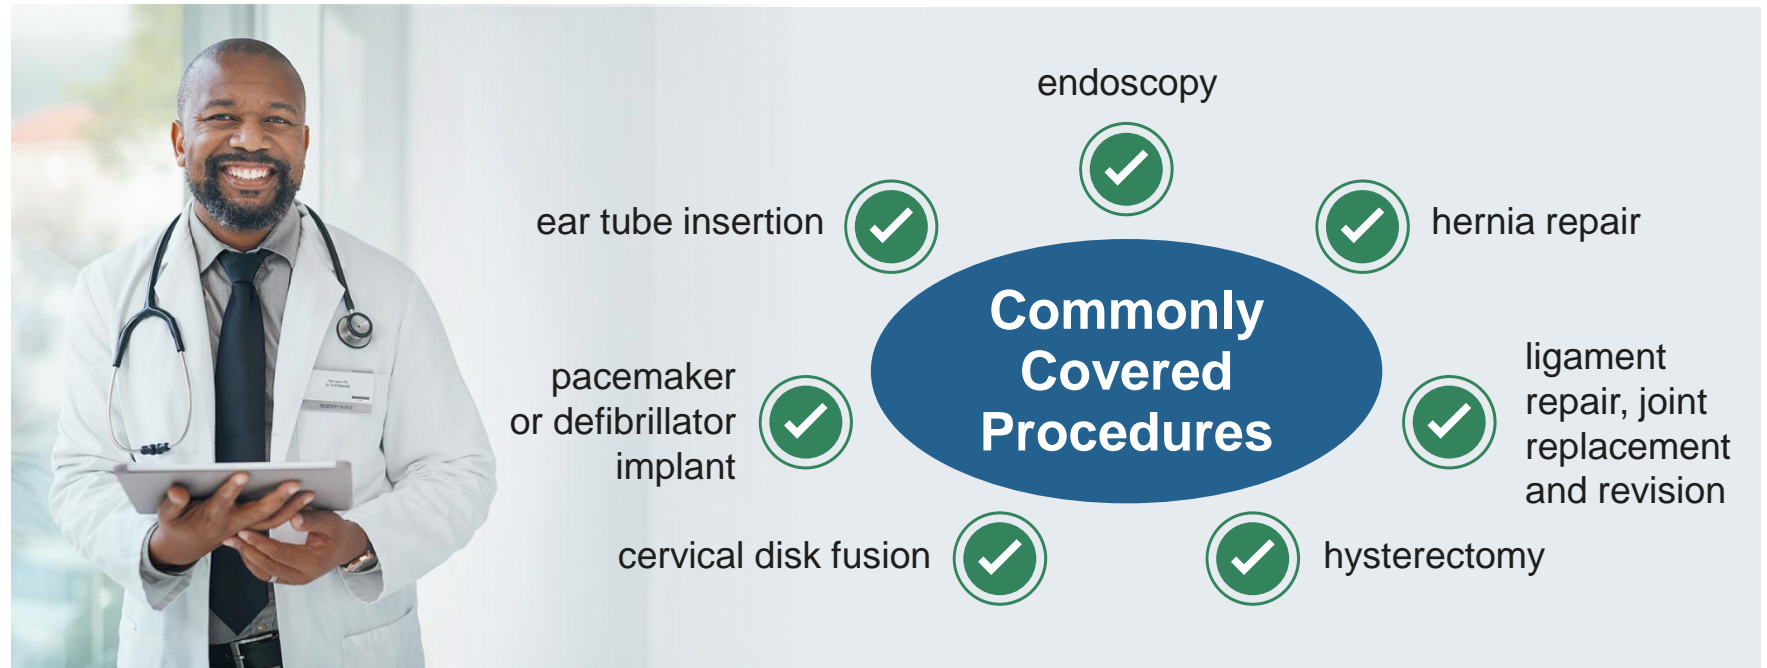 endoscopy
ear tube insertion
hernia repair
Commonly
Covered
Procedures
pacemaker
or defibrillator
implant
ligament
repair, joint
replacement
and revision
cervical disk fusion
hysterectomy